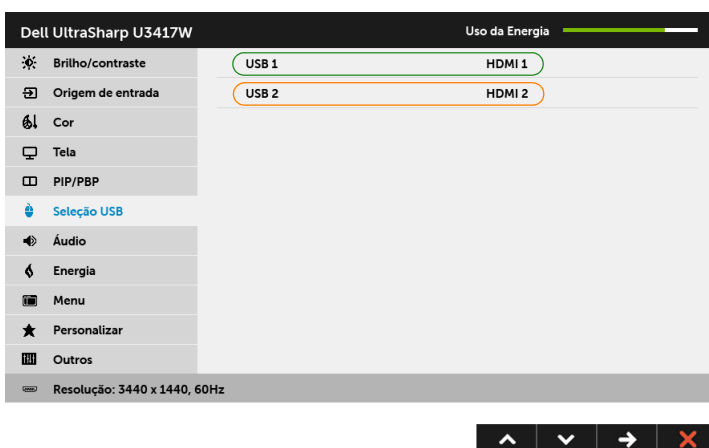 Dell UltraSharp U3417W Uso da Energia
Brilho/contraste USB 1 HDMI 1
Origem de entrada USB 2 HDMI 2
Cor
Tela
PIP/PBP
Seleção USB
Áudio
Energia
Menu
Personalizar
Outros
Resolução: 3440 x 1440, 60Hz